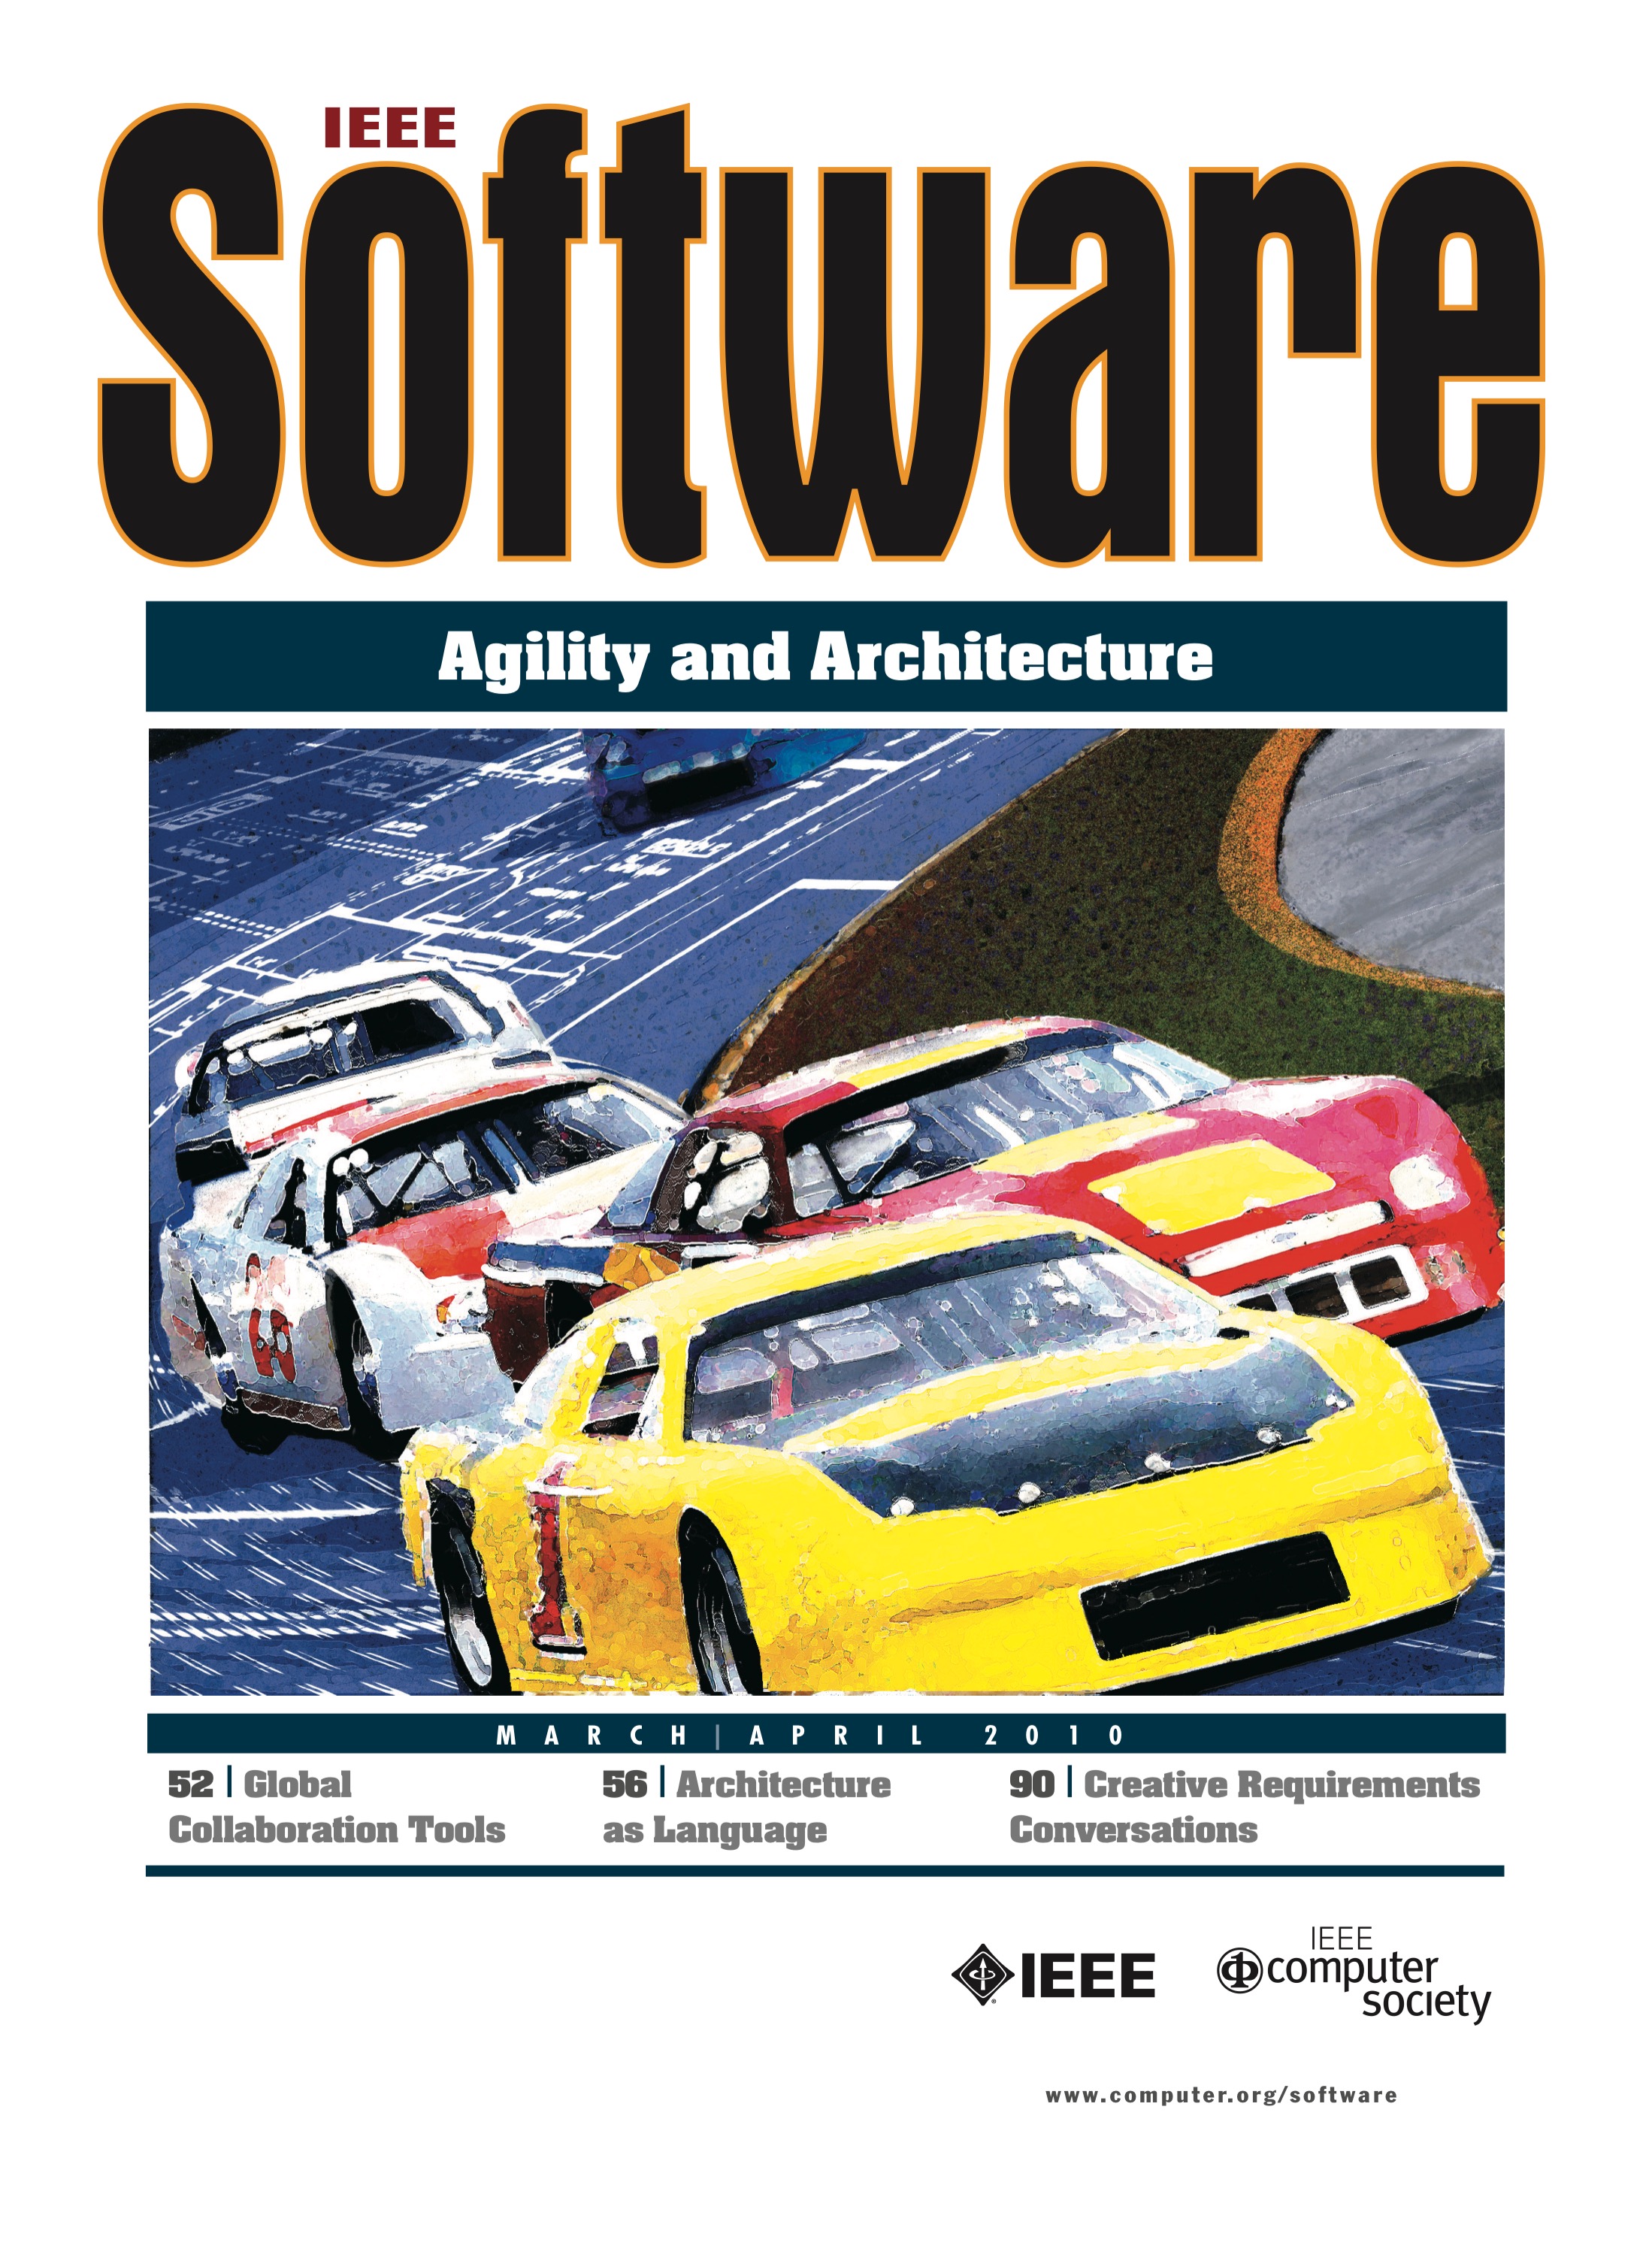 IEEE
Software
Agility and Architecture
MARCH | APRIL 2010
52 | Global
Collaboration Tools
56 | Architecture
as Language
90 | Creative Requirements
Conversations
IEEE
IEEE
computer
society
www.computer.org/software